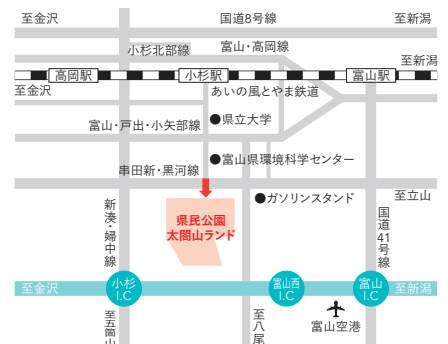 至金沢
国道8号線
至新潟
小杉北部線
富山・高岡線
至新潟
高岡駅
小杉駅
富山駅
至金沢
あいの風とやま鉄道
●県立大学
富山・戸出・小矢部線
●富山県環境科学センター
串田新・黒河線
●ガソリンスタンド
至立山
新湊・婦中線
県民公園
太閤山ランド
国道41号線
至金沢
小杉
I.C
富山西
I.C
富山
I.C
至新潟
至五箇山
至八尾
富山空港